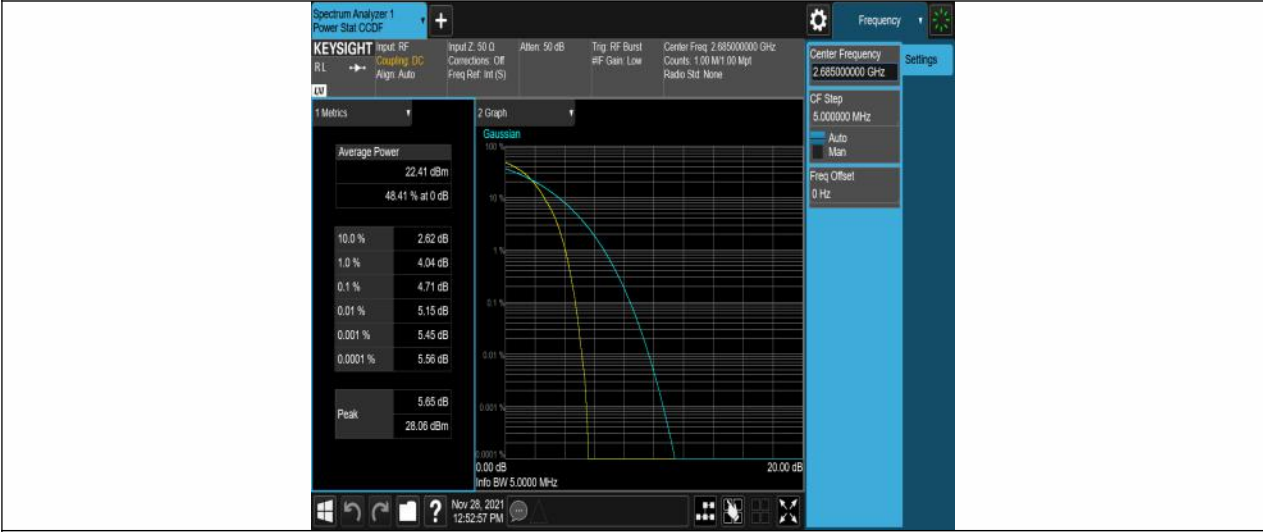 Spectrum Analyzer 1
Power Stat CCDF
Frequency
KEYSIGHT
RL
Input: RF
Coupling: DC
Align: Auto
Input Z: 50 Ω
Corrections: Off
Freq Ref: Int (S)
Atten: 50 dB
Trig: RF Burst
#IF Gain: Low
Center Freq: 2.685000000 GHz
Counts: 1.00 M/1.00 Mpt
Radio Std: None
Center Frequency
2.685000000 GHz
Settings
CF Step
5.000000 MHz
Auto
Man
Freq Offset
0 Hz
1 Metrics
Average Power
22.41 dBm
48.41 % at 0 dB
10.0 % 2.62 dB
1.0 % 4.04 dB
0.1 % 4.71 dB
0.01 % 5.15 dB
0.001 % 5.45 dB
0.0001 % 5.56 dB
Peak
5.65 dB
28.06 dBm
2 Graph
Gaussian
100 %
10 %
1 %
0.1 %
0.01 %
0.001 %
0.0001 %
0.00 dB
20.00 dB
Info BW 5.0000 MHz
?
Nov 28, 2021
12:52:57 PM